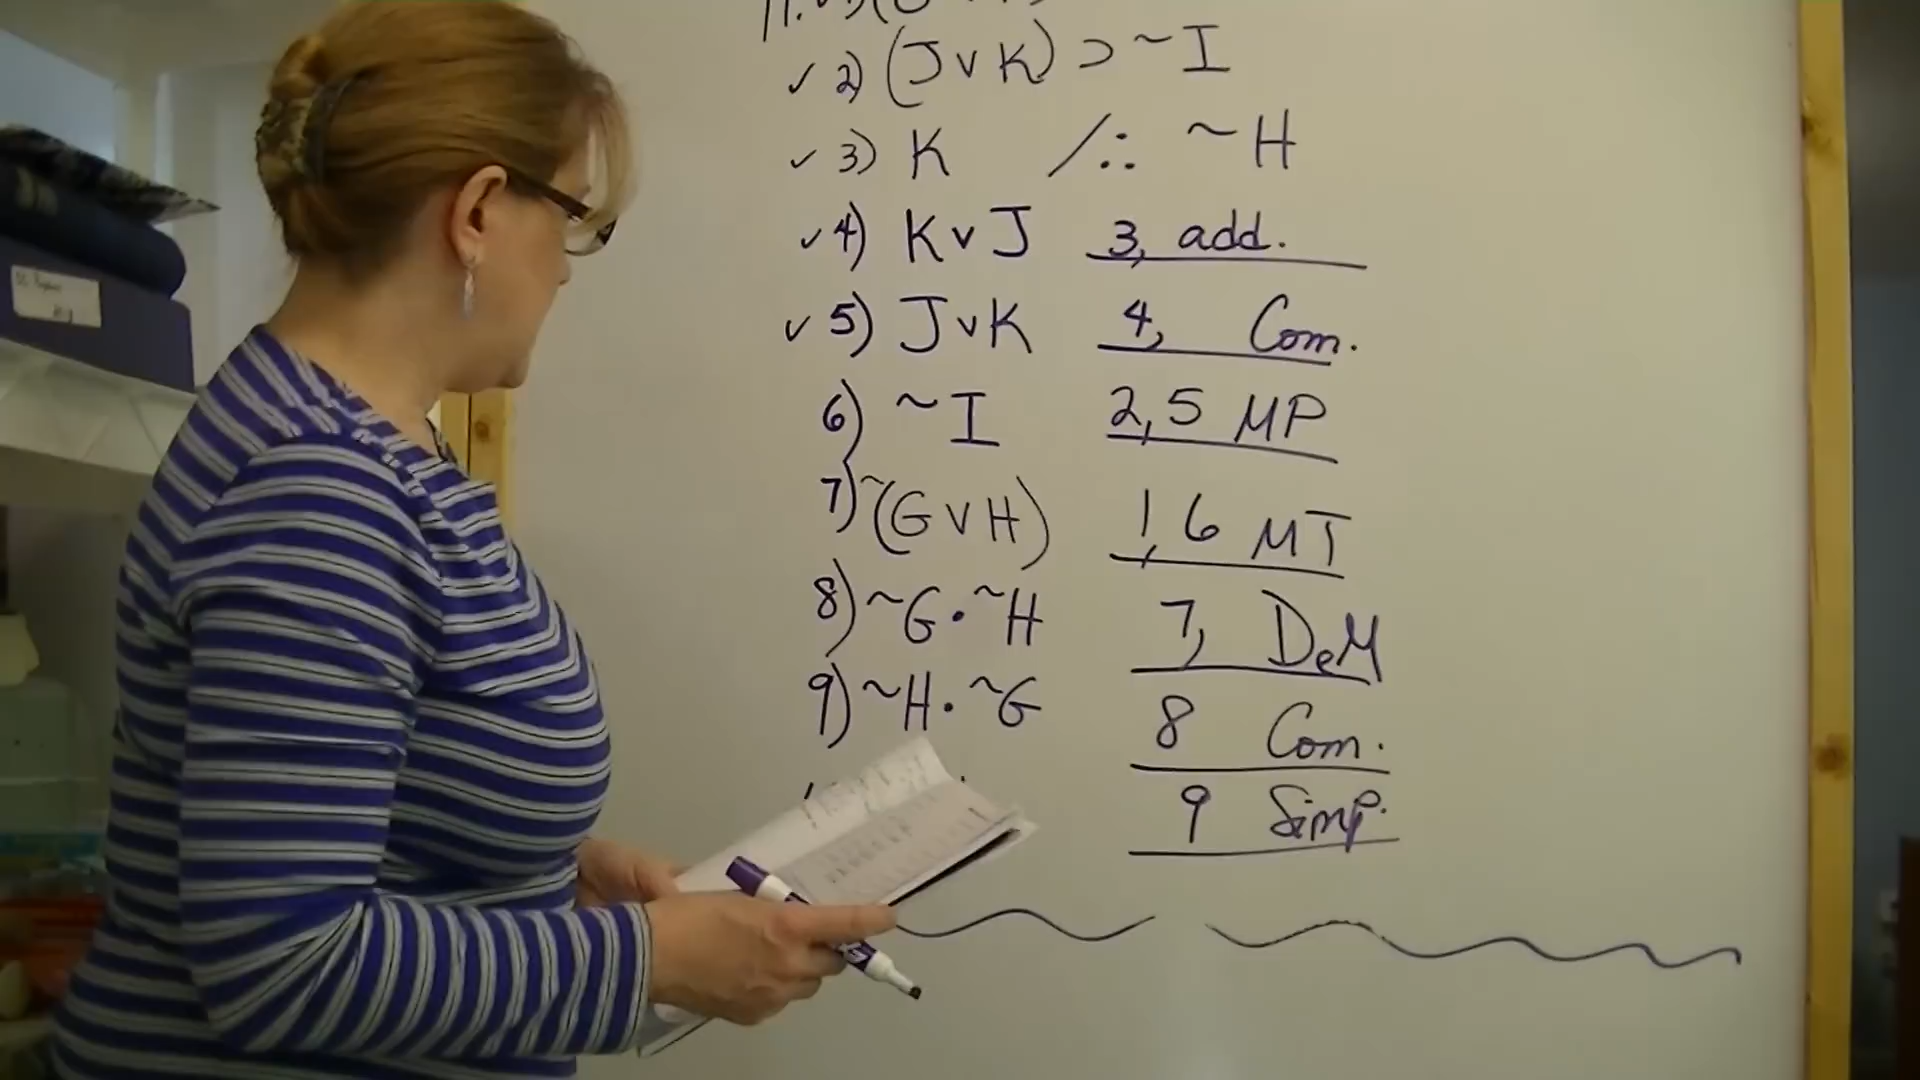 ✓ 2) (J v K) ⊃ ~ I
✓ 3) K /∴ ~ H
✓ 4) K v J 3, add.
✓ 5) J v K 4, Com.
6) ~ I 2,5 MP
7) ~(G v H) 1,6 MT
8) ~G • ~H 7, DeM
9) ~H • ~G 8 Com.
9 Simp.